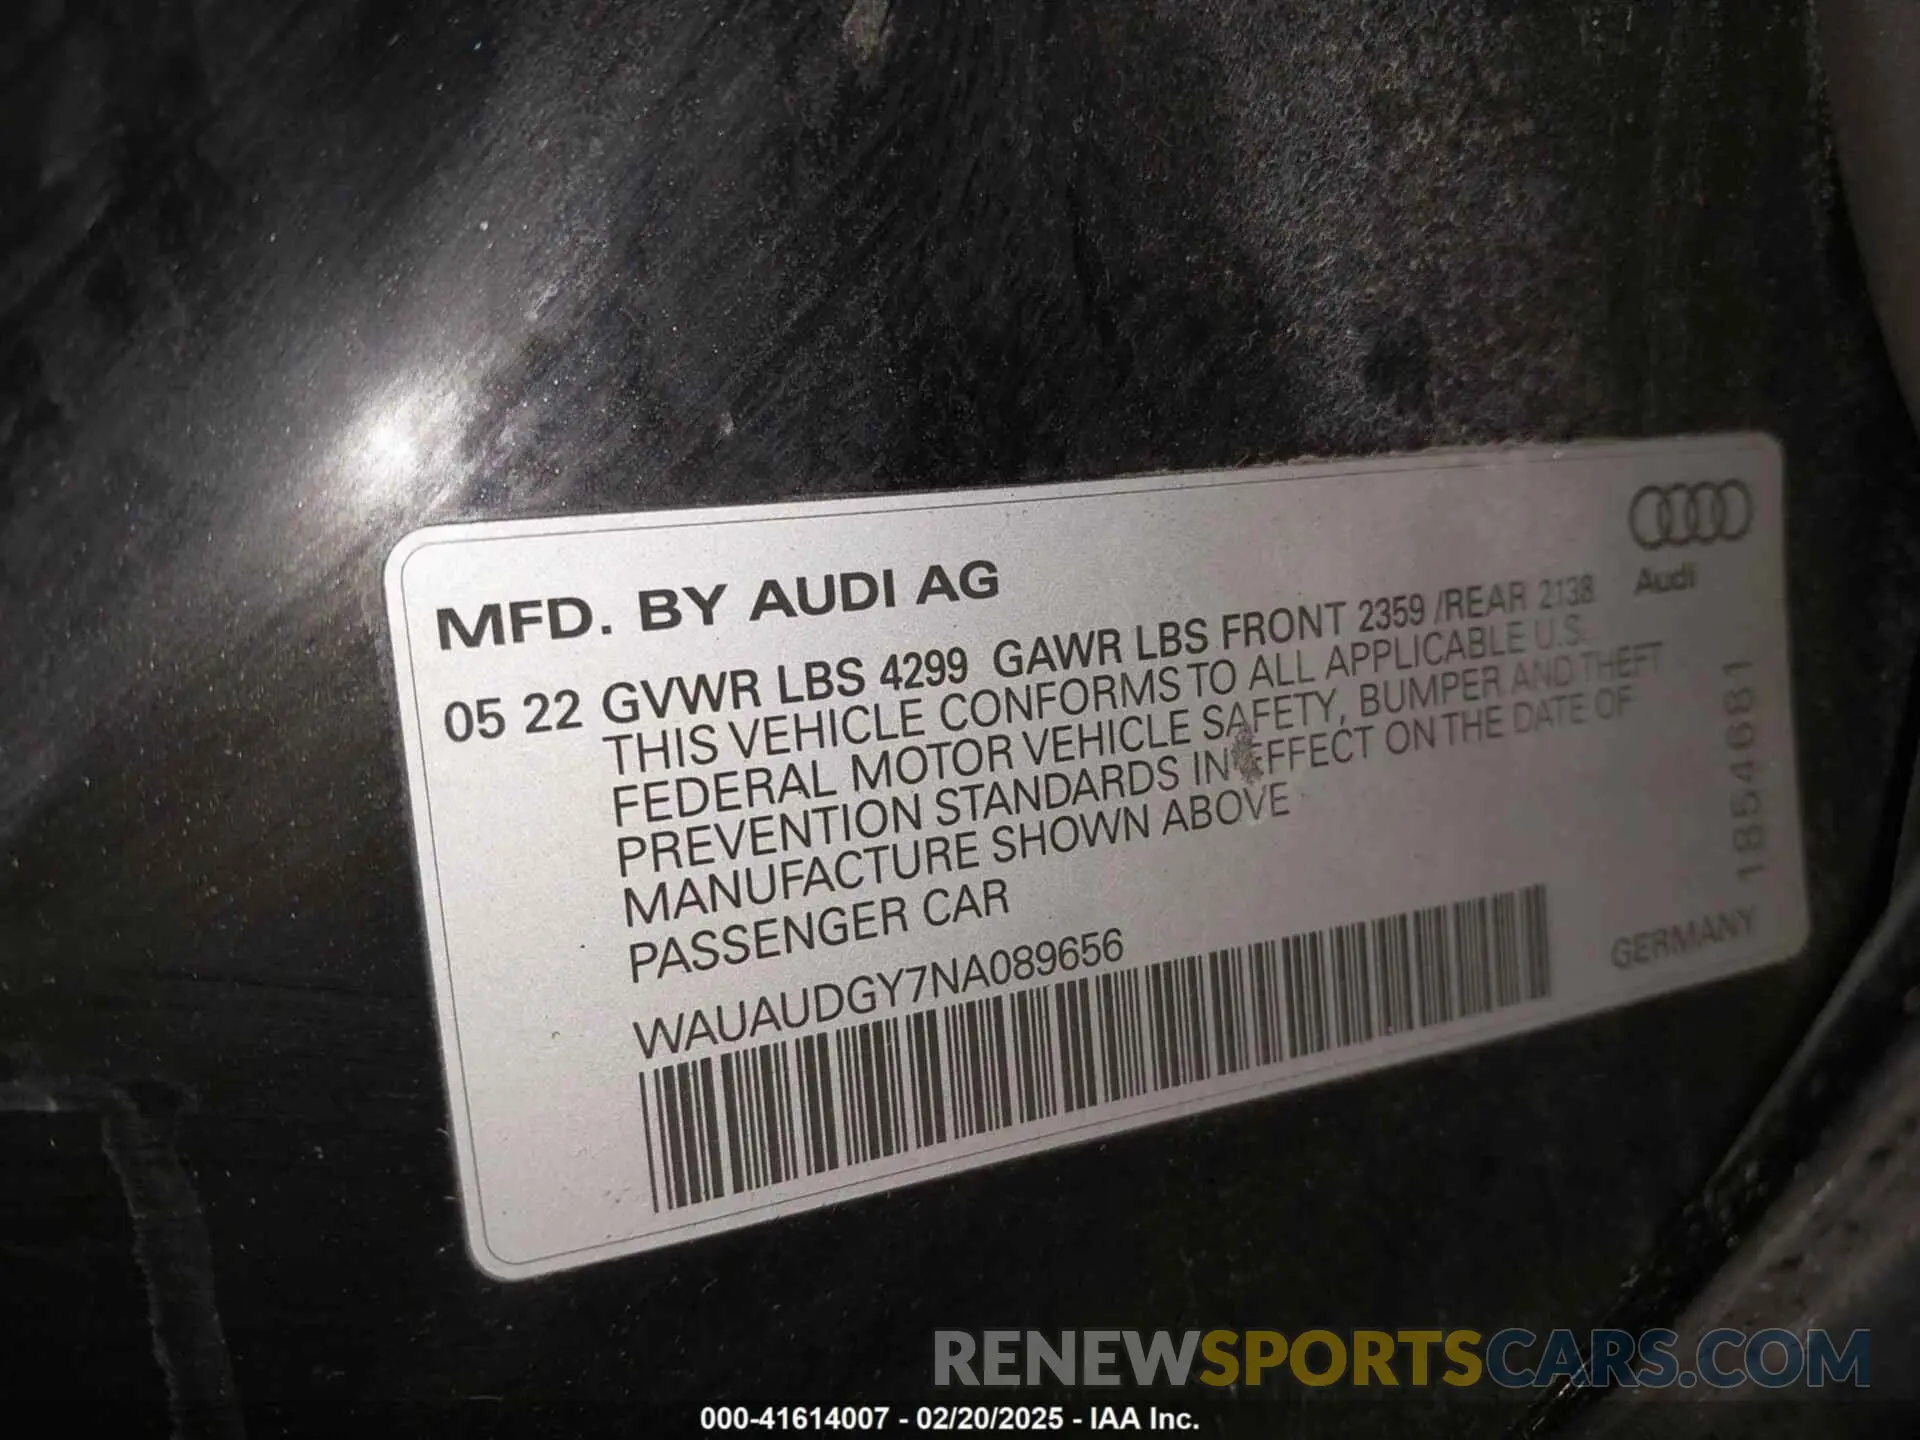 MFD. BY AUDI AG
Audi
05 22 GVWR LBS 4299 GAWR LBS FRONT 2359 /REAR 2138
THIS VEHICLE CONFORMS TO ALL APPLICABLE U.S.
FEDERAL MOTOR VEHICLE SAFETY, BUMPER AND THEFT
PREVENTION STANDARDS IN EFFECT ON THE DATE OF
MANUFACTURE SHOWN ABOVE
PASSENGER CAR
WAUAUDGY7NA089656
1854681
GERMANY
RENEWSPORTSCARS.COM
000-41614007 - 02/20/2025 - IAA Inc.